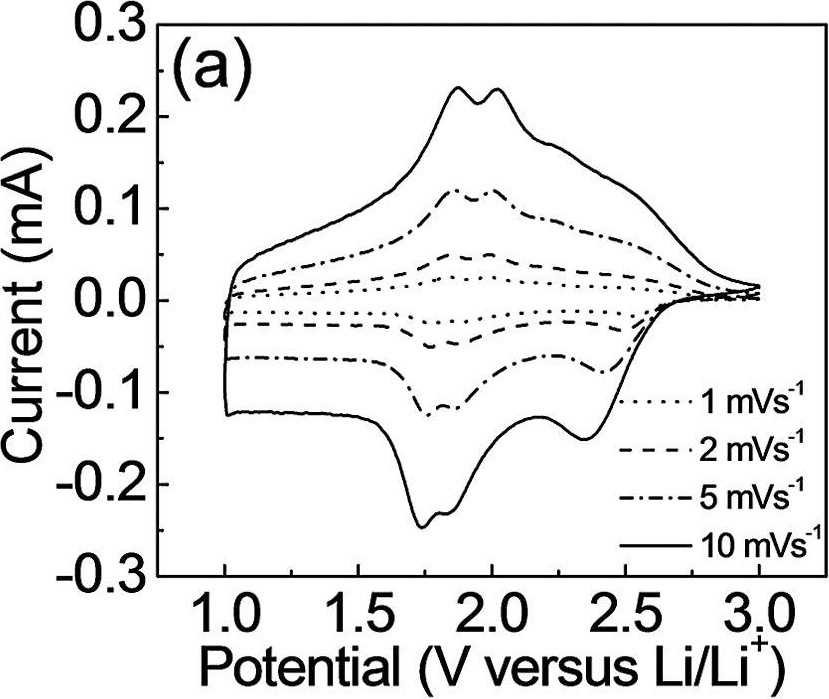 (a)
Current (mA)
0.3
0.2
0.1
0.0
-0.1
-0.2
-0.3
1 mVs⁻¹
2 mVs⁻¹
5 mVs⁻¹
10 mVs⁻¹
1.0 1.5 2.0 2.5 3.0
Potential (V versus Li/Li⁺)